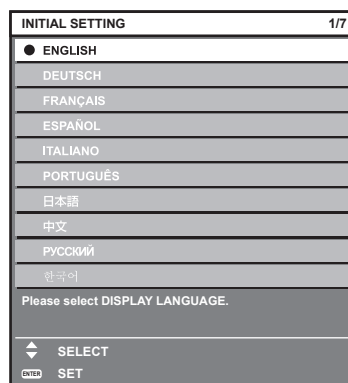 INITIAL SETTING 1/7
ENGLISH
DEUTSCH
FRANÇAIS
ESPAÑOL
ITALIANO
PORTUGUÊS
日本語
中文
РУССКИЙ
한국어
Please select DISPLAY LANGUAGE.
SELECT
ENTER SET